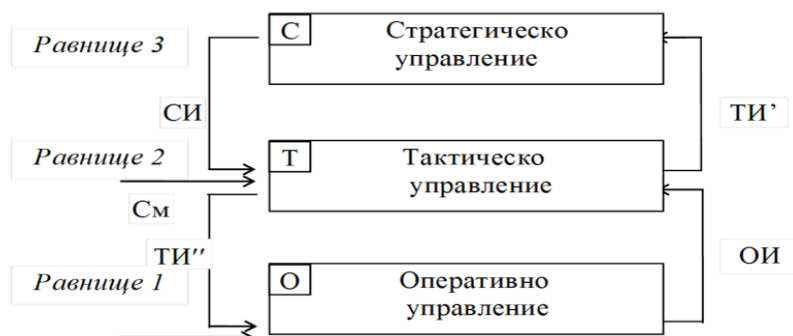 Равнище 3
С
Стратегическо
управление
СИ
ТИ’
Равнище 2
Т
Тактическо
управление
См
ТИ''
ОИ
Равнище 1
О
Оперативно
управление